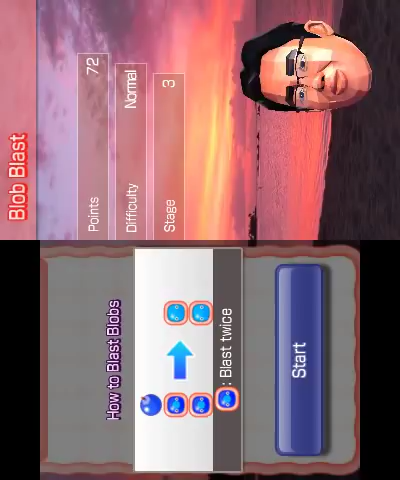 Blob Blast
Points 72
Difficulty Normal
Stage 3
How to Blast Blobs
: Blast twice
Start